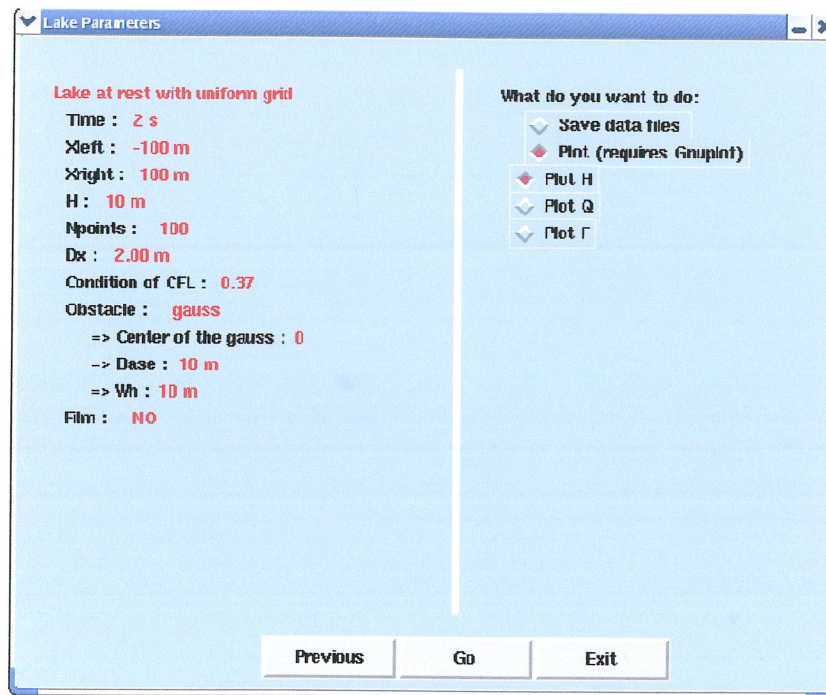 Lake Parameters
Lake at rest with uniform grid
Time : 2 s
Xleft : -100 m
Xright : 100 m
H : 10 m
Npoints : 100
Dx : 2.00 m
Condition of CFL : 0.37
Obstacle : gauss
=> Center of the gauss : 0
-> Base : 10 m
=> Wh : 10 m
Film : NO
What do you want to do:
Save data files
Plot (requires Gnuplot)
Plot H
Plot Q
Plot F
Previous
Go
Exit